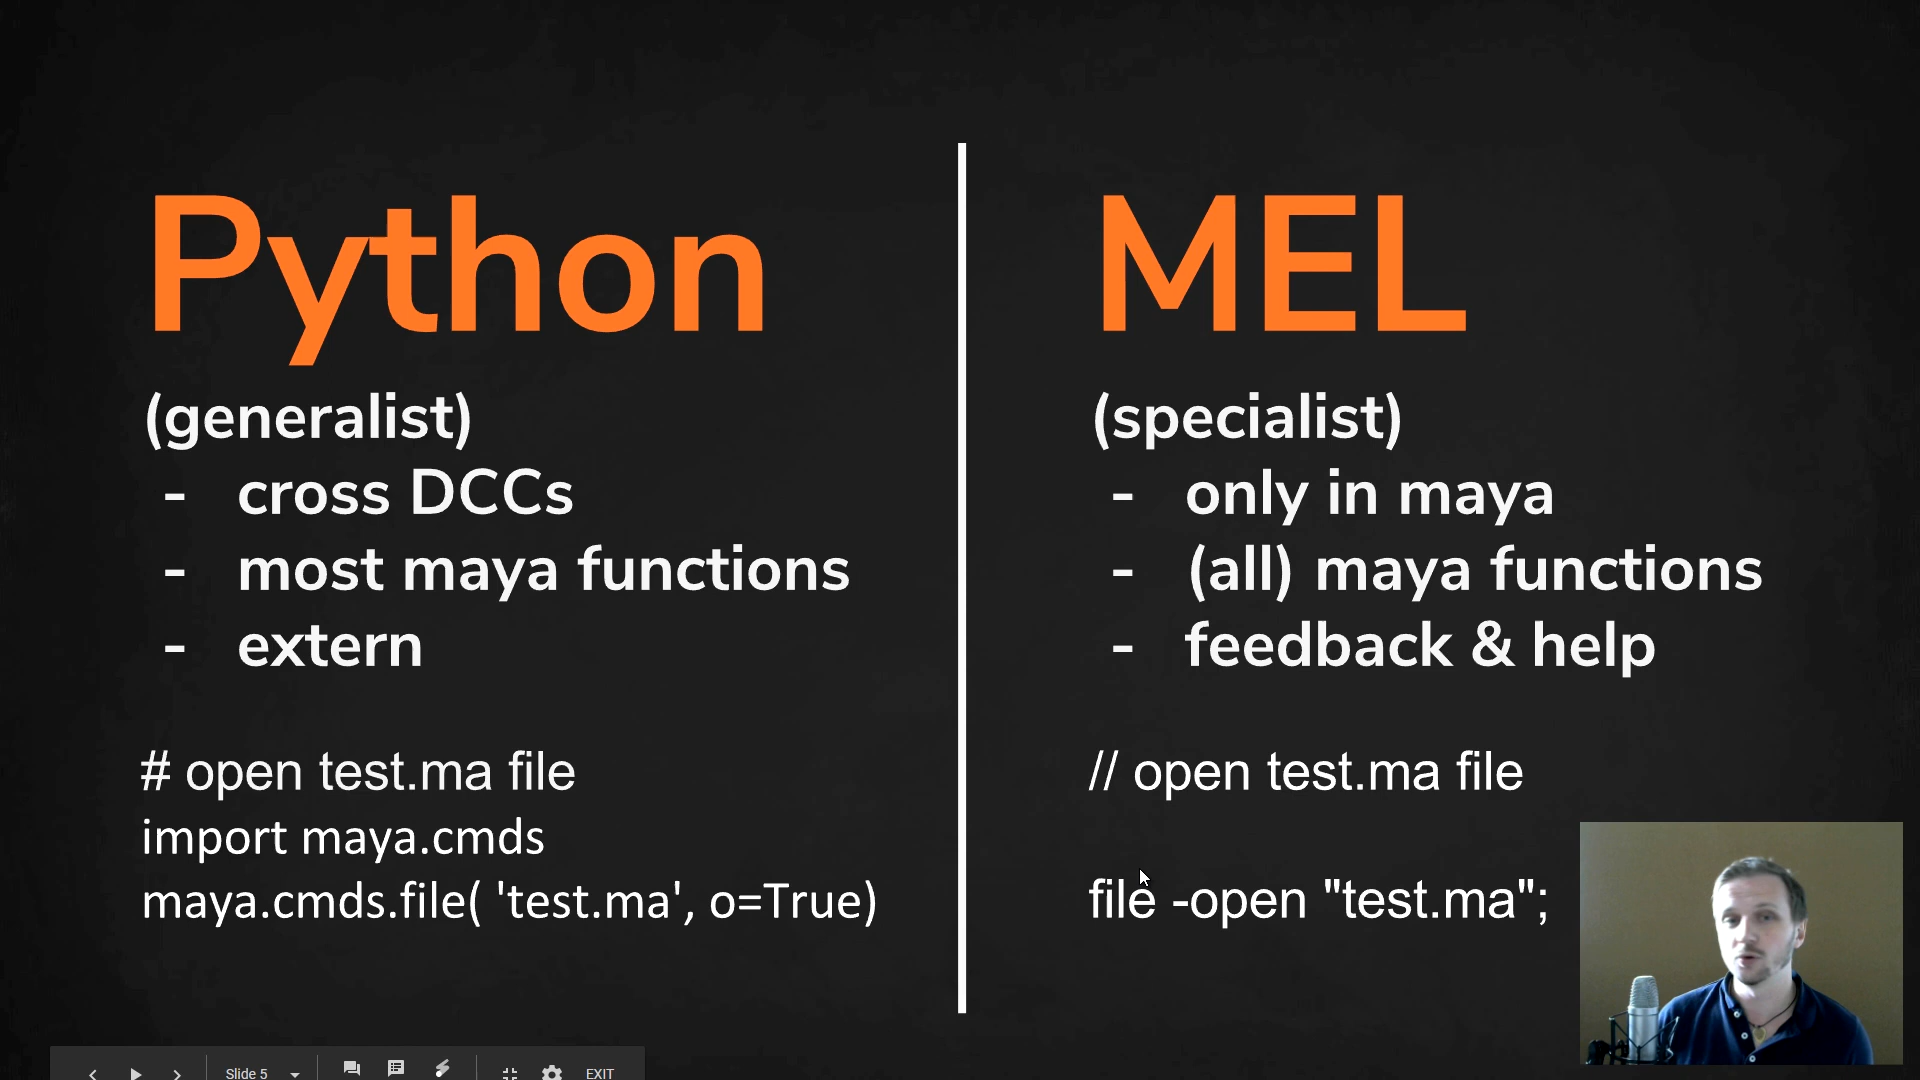 Python
(generalist)
- cross DCCs
- most maya functions
- extern
# open test.ma file
import maya.cmds
maya.cmds.file( 'test.ma', o=True)
MEL
(specialist)
- only in maya
- (all) maya functions
- feedback & help
// open test.ma file
file -open "test.ma";
Slide 5
EXIT